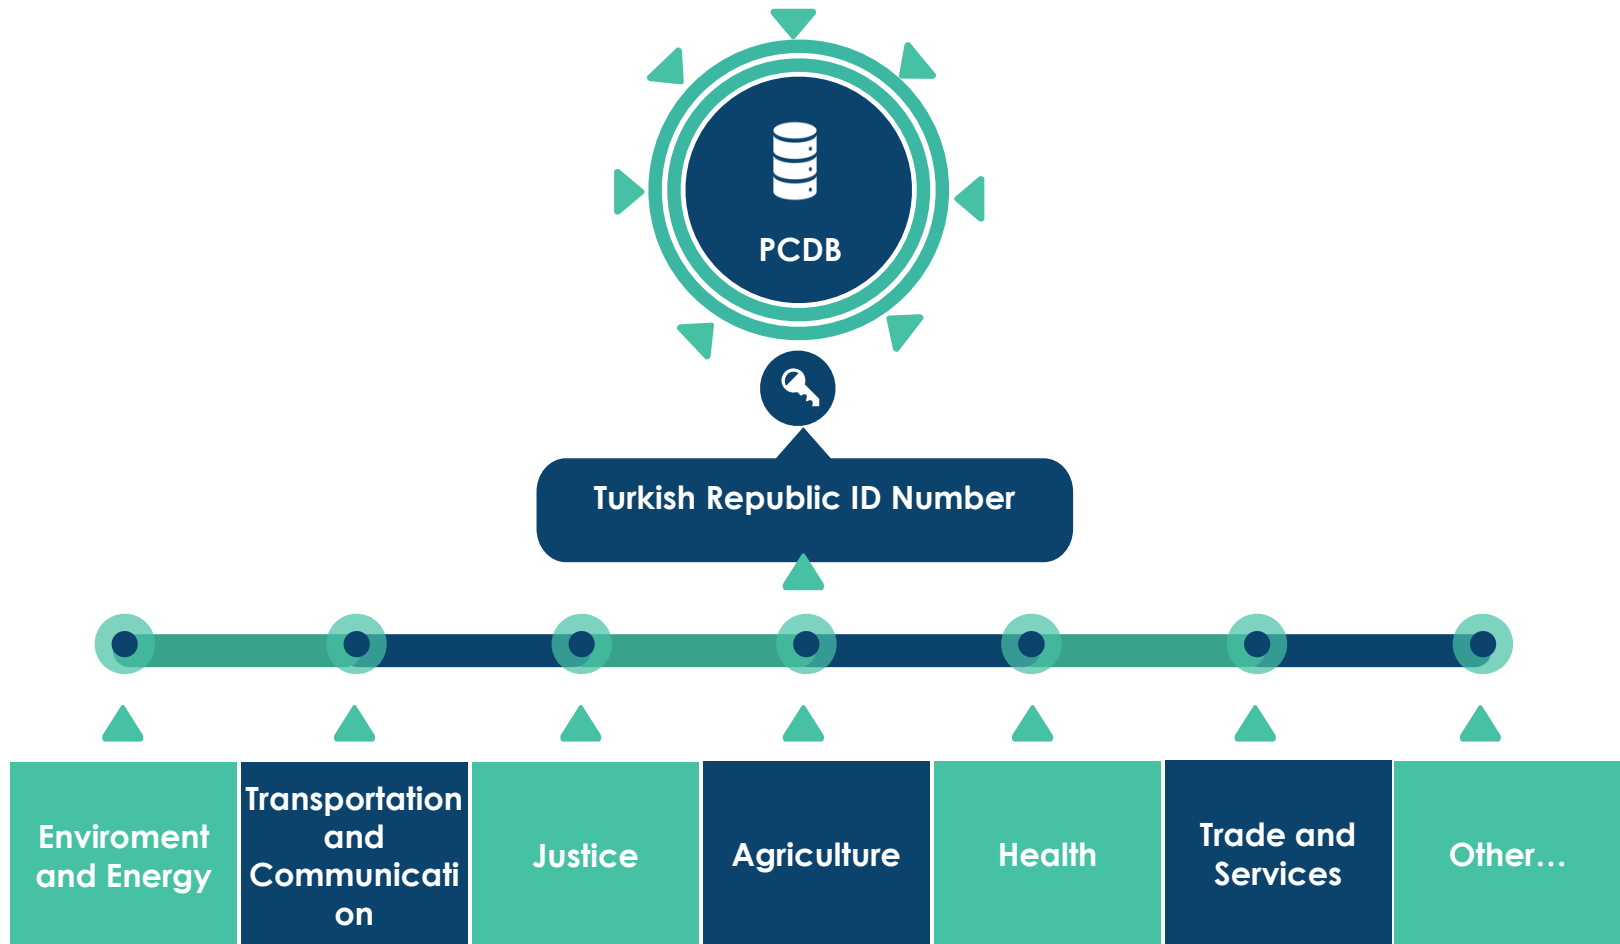 PCDB
Turkish Republic ID Number
Enviroment
and Energy
Transportation
and
Communicati
on
Justice
Agriculture
Health
Trade and
Services
Other…